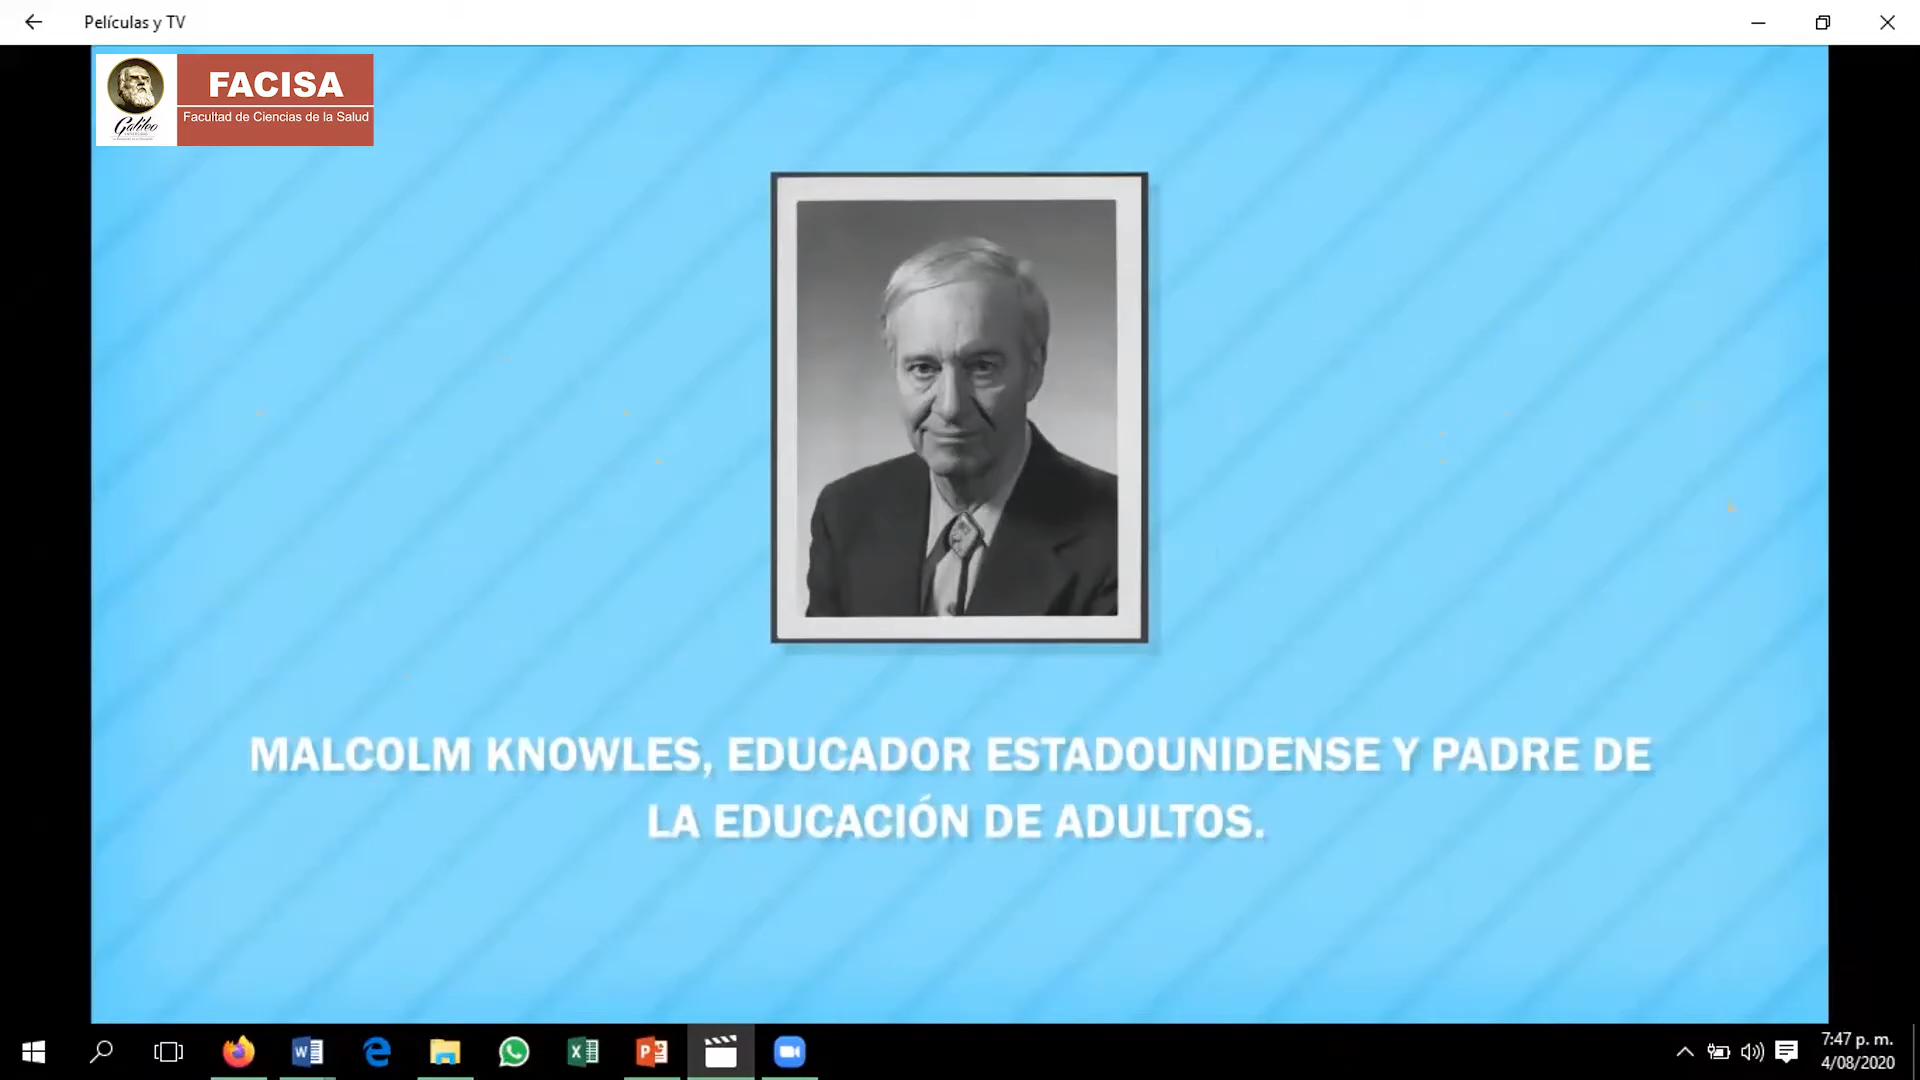 Películas y TV
FACISA
Facultad de Ciencias de la Salud
Galileo
MALCOLM KNOWLES, EDUCADOR ESTADOUNIDENSE Y PADRE DE
LA EDUCACIÓN DE ADULTOS.
7:47 p. m.
4/08/2020